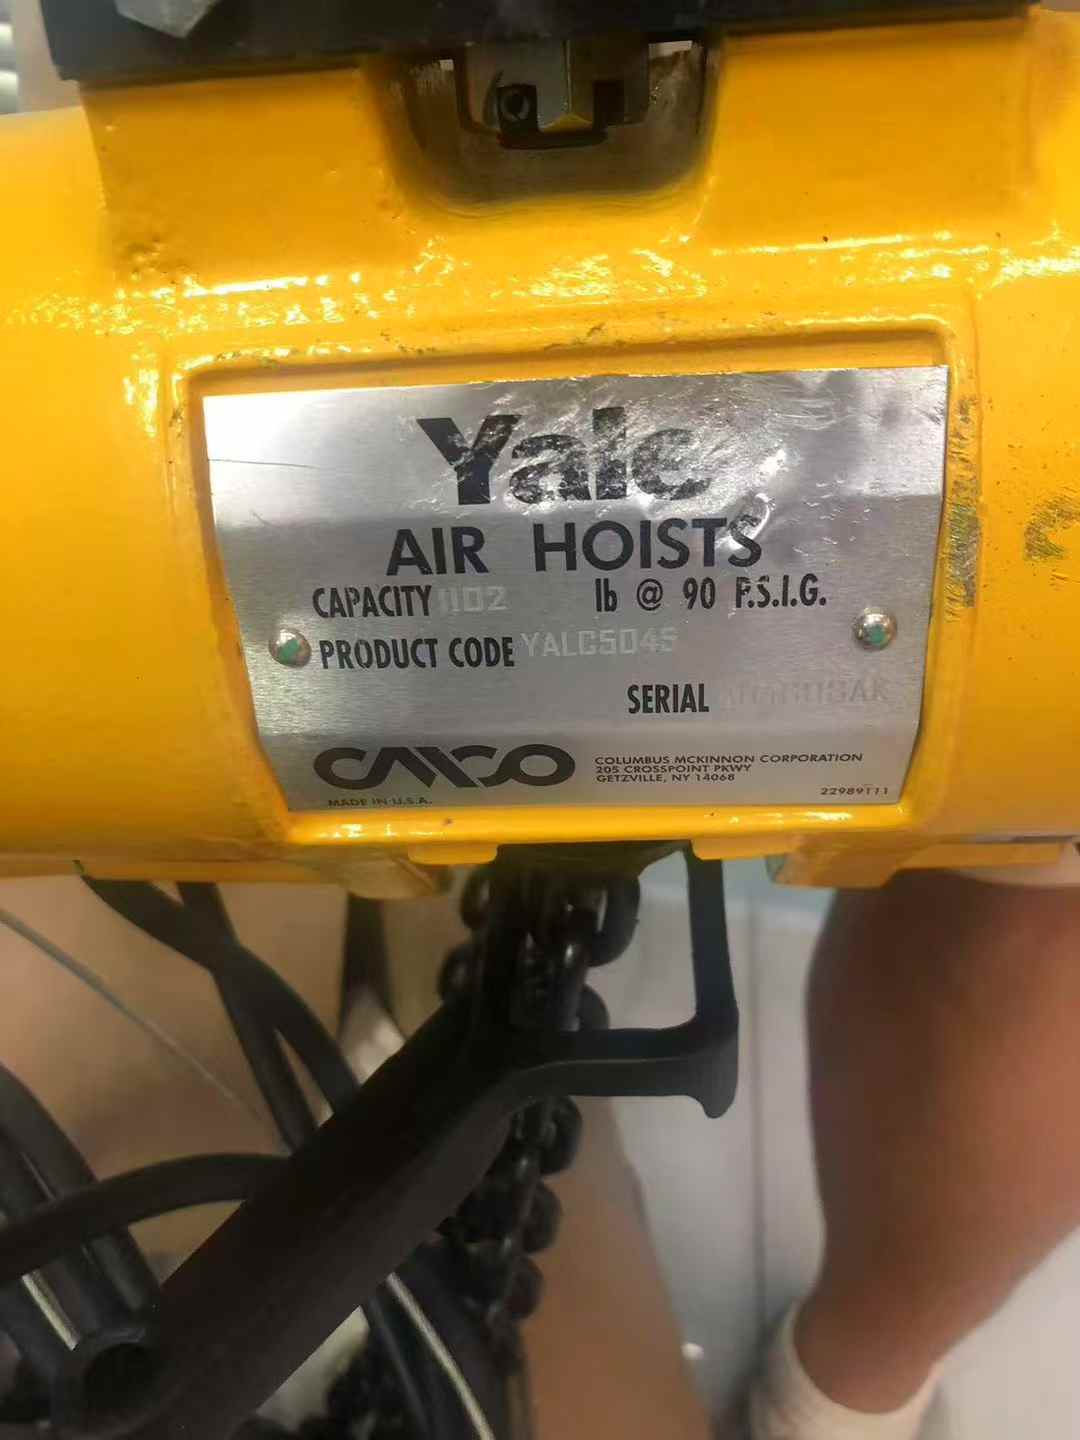 Yale
AIR HOISTS
CAPACITY 1102 lb @ 90 P.S.I.G.
PRODUCT CODE
SERIAL
CMCO
COLUMBUS MCKINNON CORPORATION
205 CROSSPOINT PKWY
GETZVILLE, NY 14068
MADE IN U.S.A.
22989111